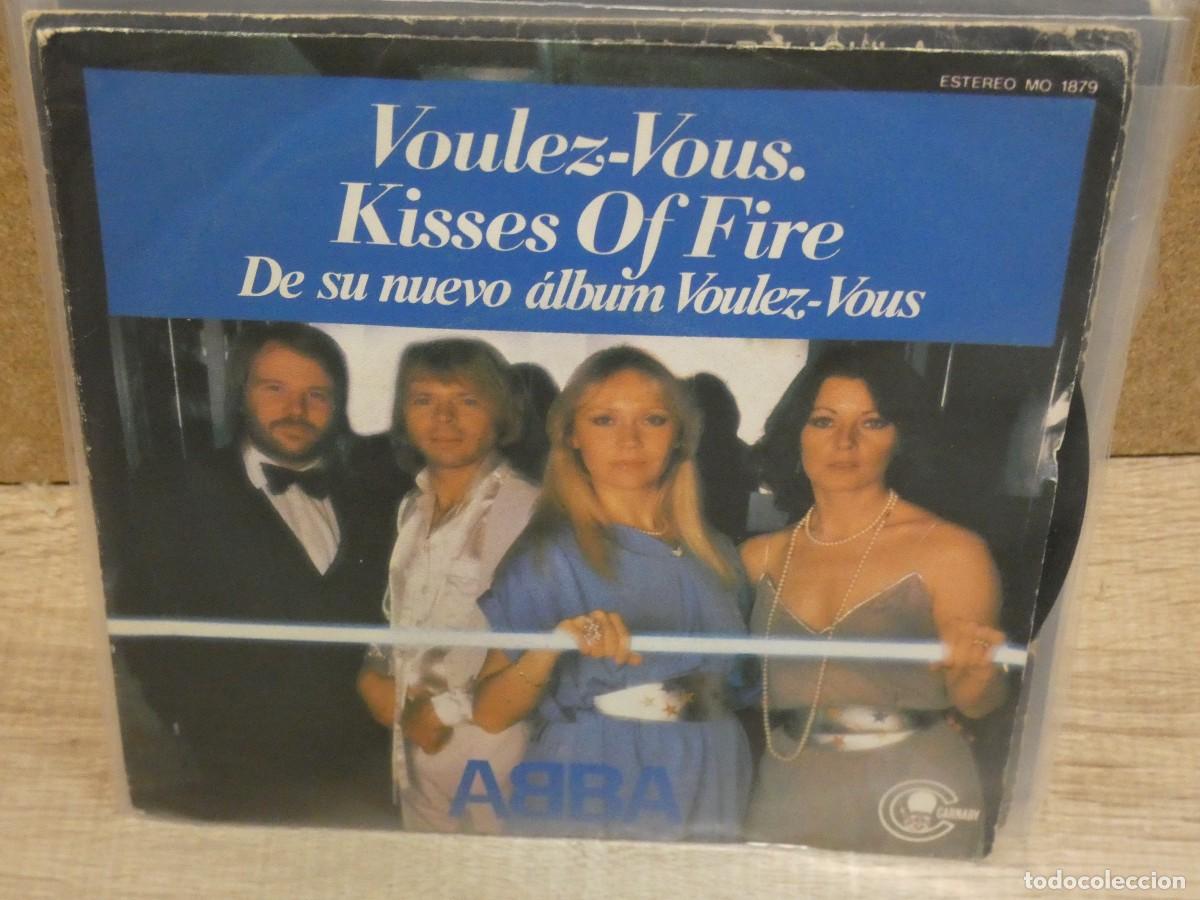 ESTEREO MO 1879
Voulez-Vous.
Kisses Of Fire
De su nuevo álbum Voulez-Vous
ABBA
CARNABY
todocoleccion